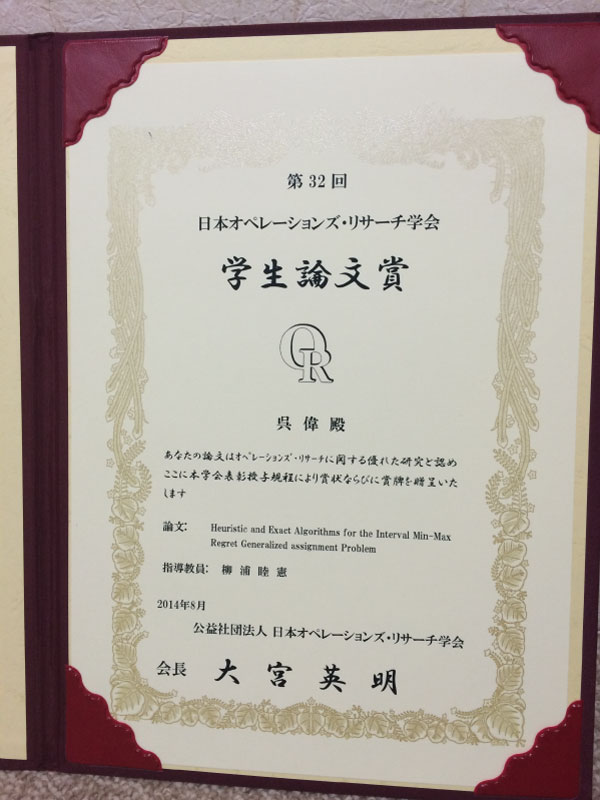 第32回
日本オペレーションズ・リサーチ学会
学生論文賞
OR
呉偉殿
あなたの論文はオペレーションズ・リサーチに関する優れた研究と認め
ここに本学会表彰授与規程により賞状ならびに賞牌を贈呈いた
します
論文: Heuristic and Exact Algorithms for the Interval Min-Max
Regret Generalized assignment Problem
指導教員: 柳浦睦憲
2014年8月
公益社団法人 日本オペレーションズ・リサーチ学会
会長 大宮英明